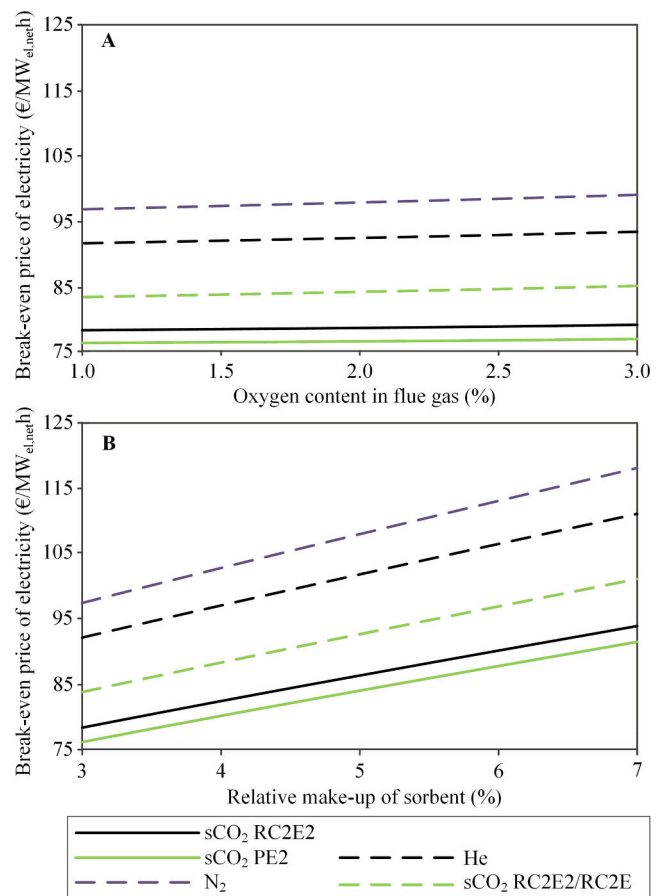 A
Break-even price of electricity (€/MWel,neth)
125
115
105
95
85
75
1.0 1.5 2.0 2.5 3.0
Oxygen content in flue gas (%)
B
Break-even price of electricity (€/MWel,neth)
125
115
105
95
85
75
3 4 5 6 7
Relative make-up of sorbent (%)
sCO₂ RC2E2
sCO₂ PE2 He
N₂ sCO₂ RC2E2/RC2E